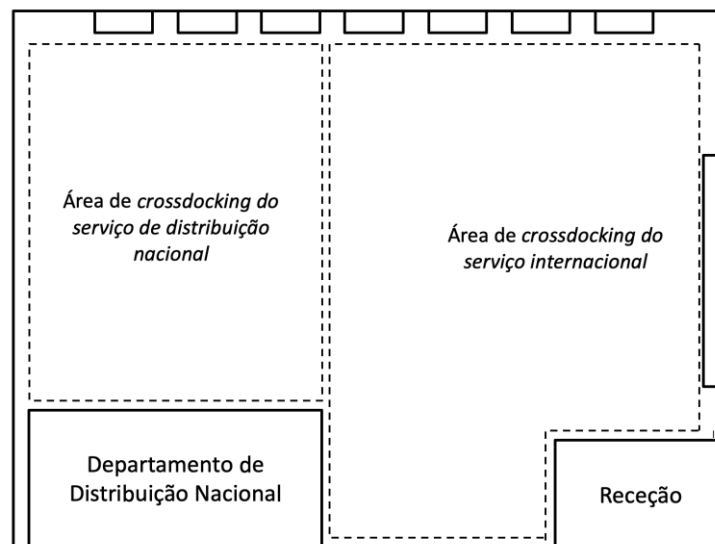 Área de crossdocking do
serviço de distribuição
nacional
Área de crossdocking do
serviço internacional
Departamento de
Distribuição Nacional
Receção